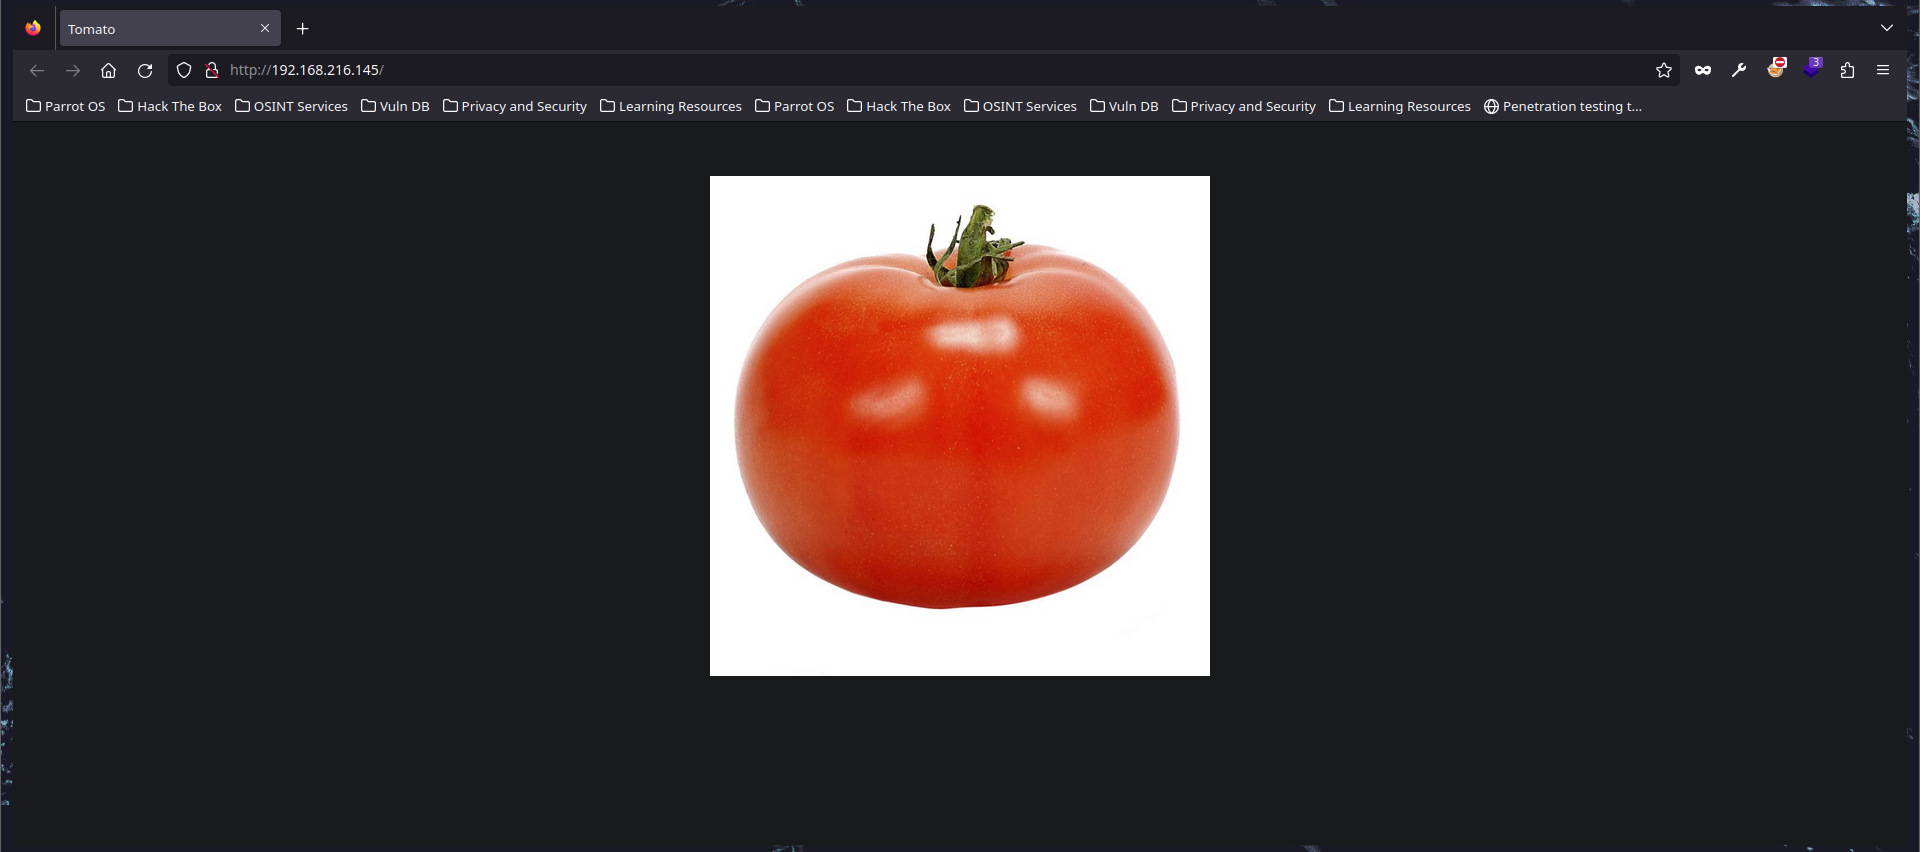 Tomato
http://192.168.216.145/
3
Parrot OS Hack The Box OSINT Services Vuln DB Privacy and Security Learning Resources Parrot OS Hack The Box OSINT Services Vuln DB Privacy and Security Learning Resources Penetration testing t...